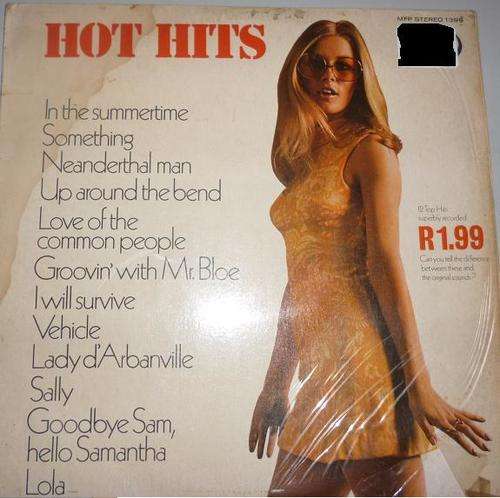 HOT HITS
MFP STEREO 1396
In the summertime
Something
Neanderthal man
Up around the bend
Love of the
common people
Groovin' with Mr. Bloe
I will survive
Vehicle
Lady d'Arbanville
Sally
Goodbye Sam,
hello Samantha
Lola
12 Top Hits
superbly recorded
R1.99
Can you tell the difference
between these and
the original sounds?